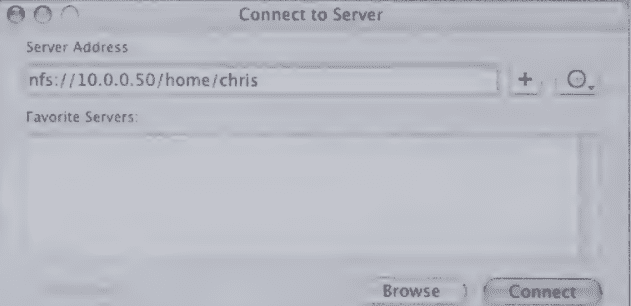 Connect to Server
Server Address
nfs://10.0.0.50/home/chris
+
Favorite Servers:
Browse
Connect